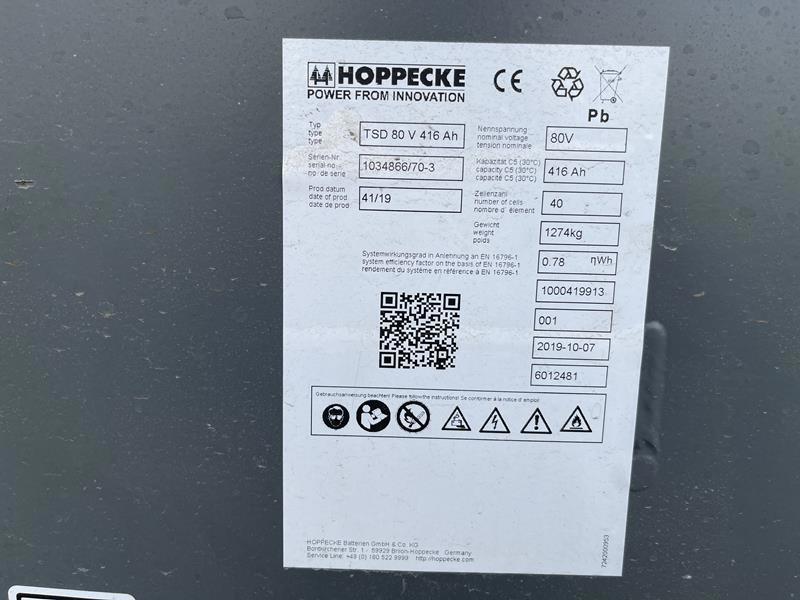 HOPPECKE
POWER FROM INNOVATION
CE
Pb
Typ
type
type
TSD 80 V 416 Ah
Nennspannung
nominal voltage
tension nominale
80V
Serien-Nr.
serial-no.
no. de serie
1034866/70-3
Kapazität C5 (30°C)
capacity C5 (30°C)
capacité C5 (30°C)
416 Ah
Prod datum
date of prod
date de prod
41/19
Zellenzahl
number of cells
nombre d' élement
40
Gewicht
weight
poids
1274kg
Systemwirkungsgrad in Anlehnung an EN 16796-1
system efficiency factor on the basis of EN 16796-1
rendement du système en référence à EN 16796-1
0.78 ηWh
1000419913
001
2019-10-07
6012481
Gebrauchsanweisung beachten! Please follow the instructions! Se conformer à la notice d' emploi!
HOPPECKE Batterien GmbH & Co. KG
Bontkirchener Str. 1 - 59929 Brilon-Hoppecke Germany
Service Line: +49 (0) 180 522 9999 http://hoppecke.com
7242000953